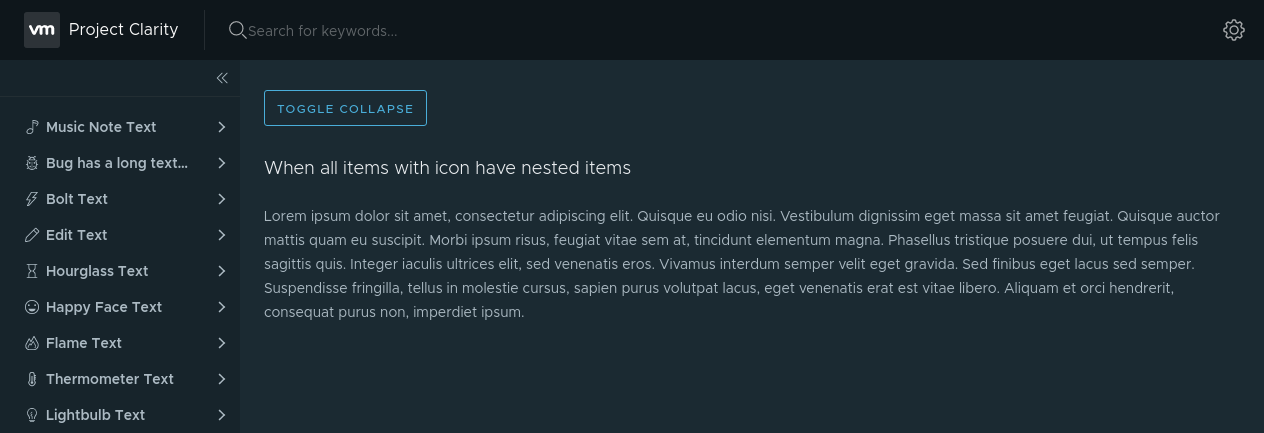 vm Project Clarity Search for keywords...
TOGGLE COLLAPSE
Music Note Text
Bug has a long text...
Bolt Text
Edit Text
Hourglass Text
Happy Face Text
Flame Text
Thermometer Text
Lightbulb Text
When all items with icon have nested items
Lorem ipsum dolor sit amet, consectetur adipiscing elit. Quisque eu odio nisi. Vestibulum dignissim eget massa sit amet feugiat. Quisque auctor
mattis quam eu suscipit. Morbi ipsum risus, feugiat vitae sem at, tincidunt elementum magna. Phasellus tristique posuere dui, ut tempus felis
sagittis quis. Integer iaculis ultrices elit, sed venenatis eros. Vivamus interdum semper velit eget gravida. Sed finibus eget lacus sed semper.
Suspendisse fringilla, tellus in molestie cursus, sapien purus volutpat lacus, eget venenatis erat est vitae libero. Aliquam et orci hendrerit,
consequat purus non, imperdiet ipsum.